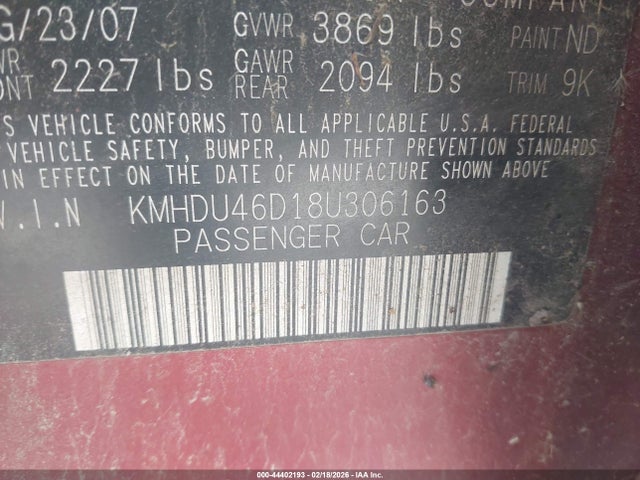 COMPANY
G/23/07 GVWR 3869 lbs PAINT ND
2227 lbs GAWR REAR 2094 lbs TRIM 9K
VEHICLE CONFORMS TO ALL APPLICABLE U.S.A. FEDERAL
VEHICLE SAFETY, BUMPER, AND THEFT PREVENTION STANDARDS
IN EFFECT ON THE DATE OF MANUFACTURE SHOWN ABOVE
V.I.N KMHDU46D18U306163
PASSENGER CAR
000-44402193 - 02/18/2026 - IAA Inc.